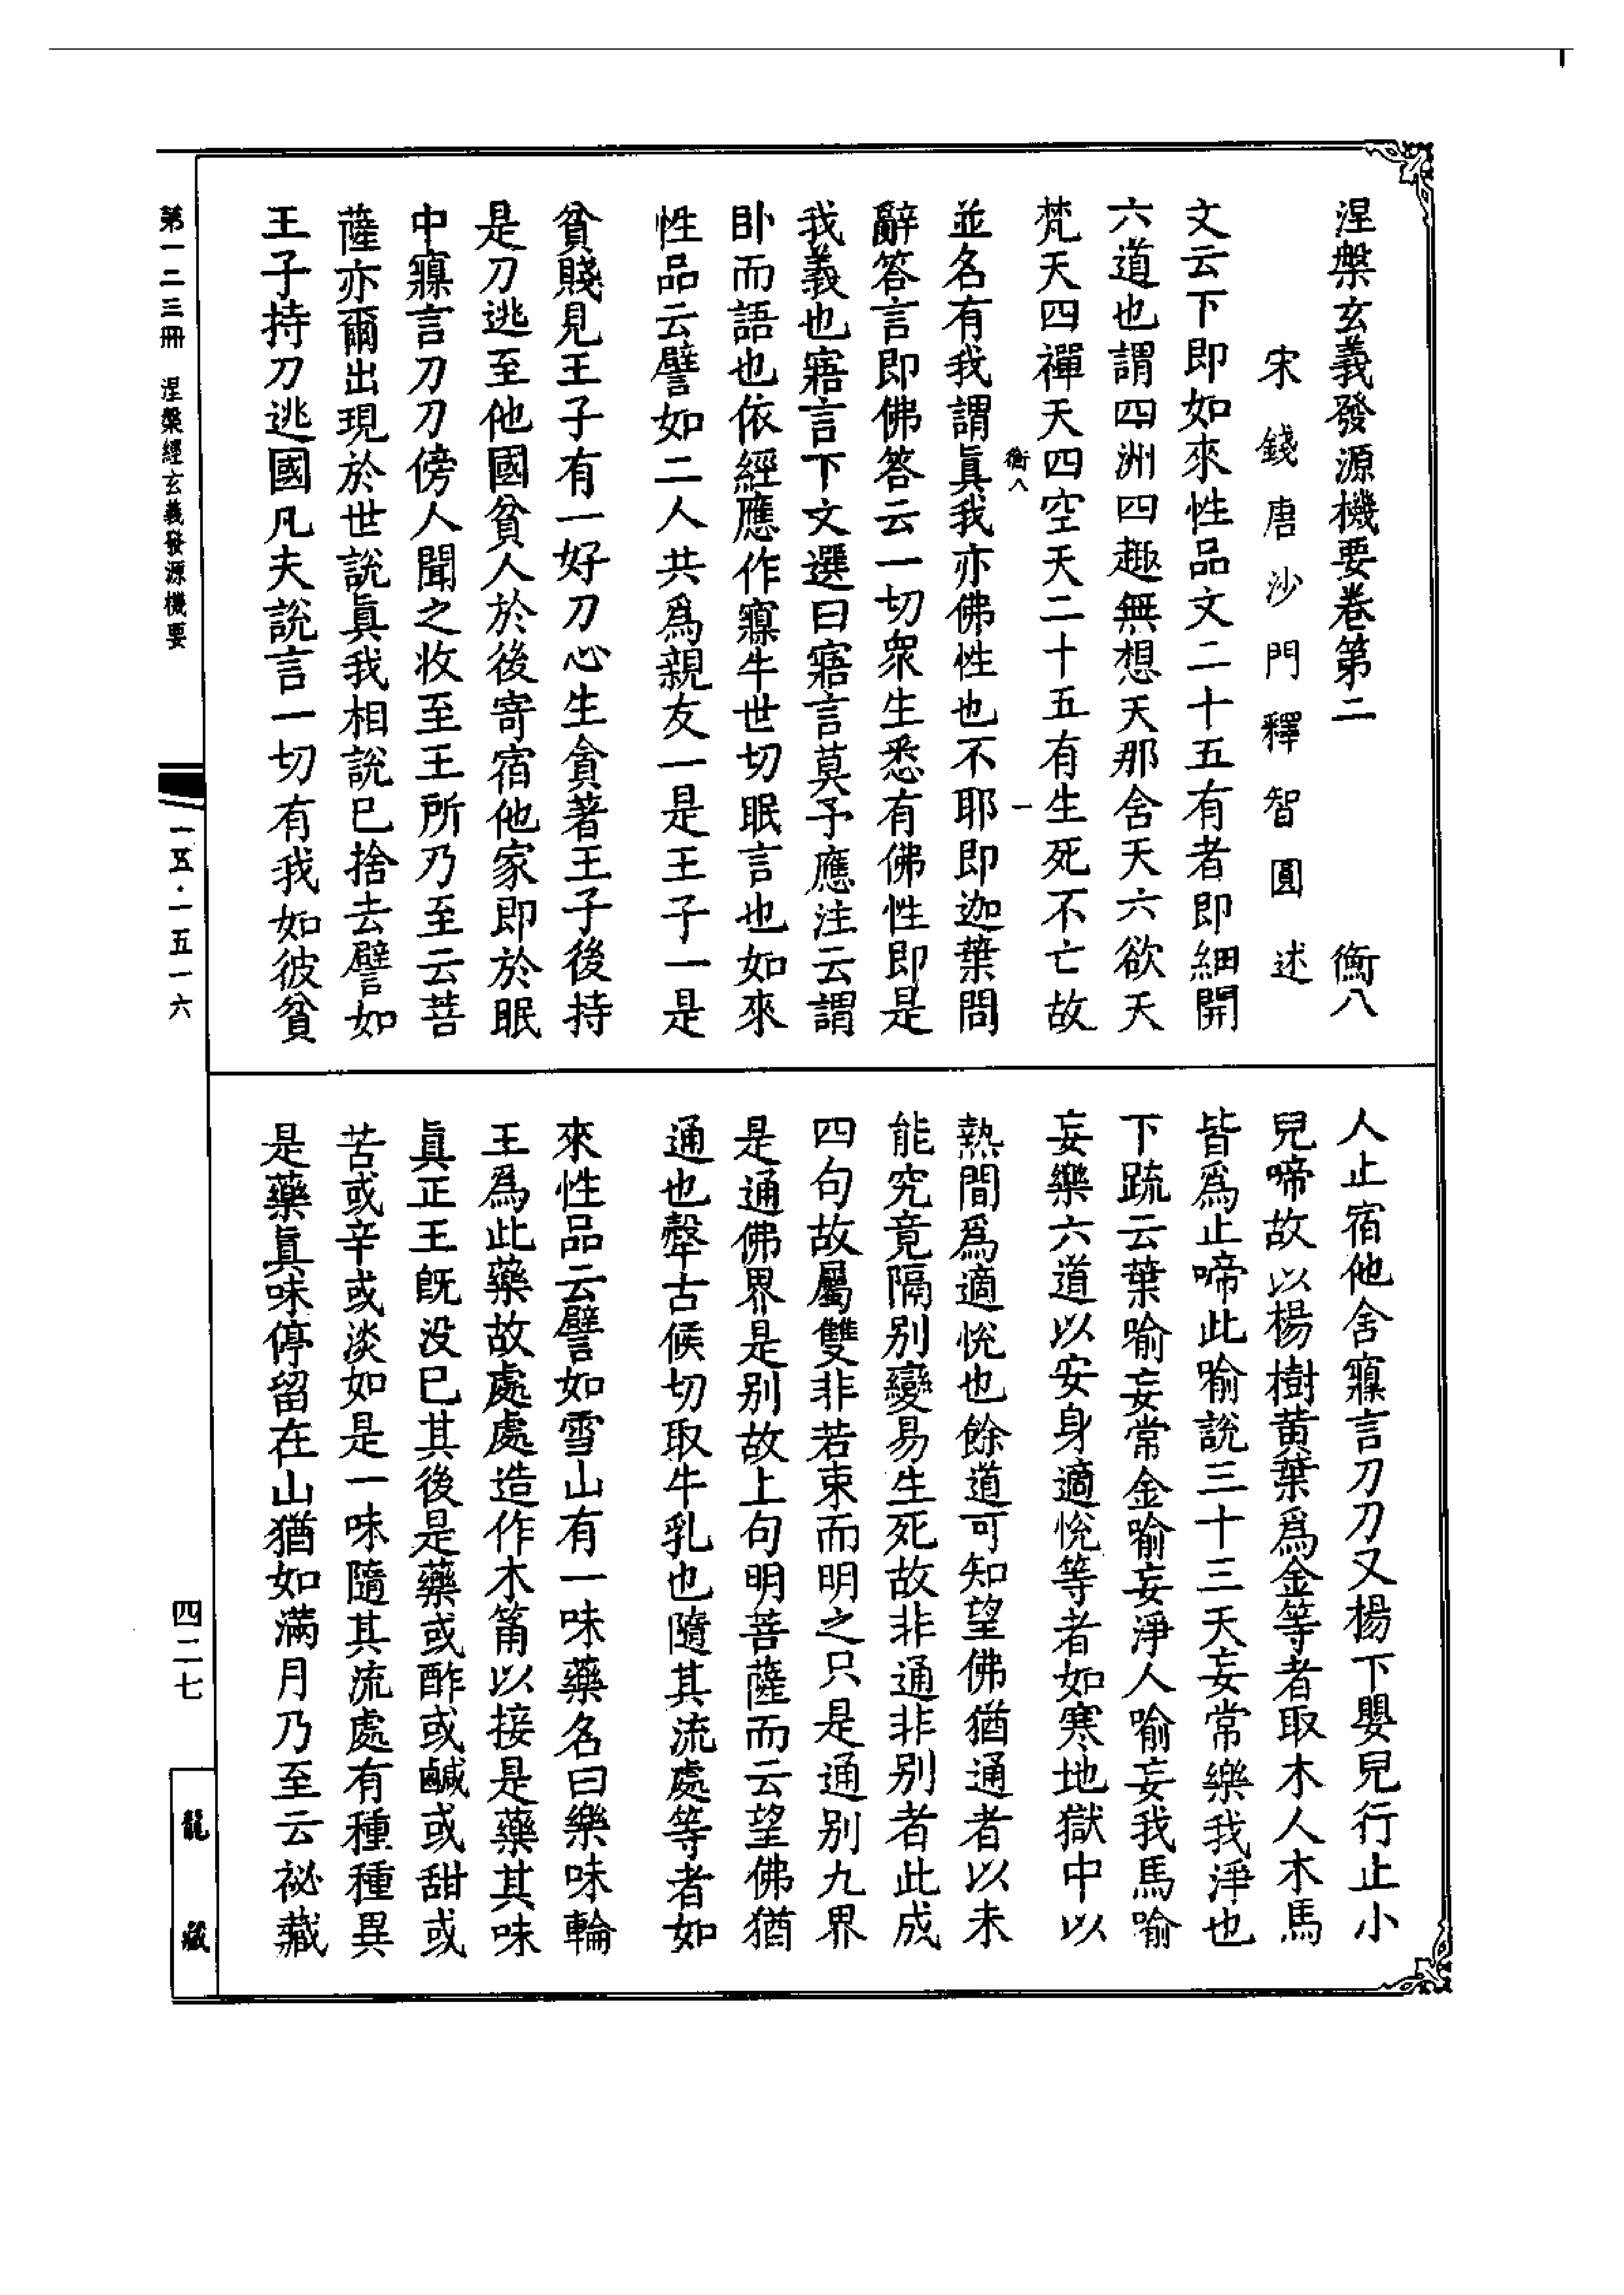 涅槃玄義發源機要卷第二　衡八
宋錢唐沙門釋智圓述
文云下即如來性品文二十五有者即細開
六道也謂四洲四趣無想天那含天六欲天
梵天四禪天四空天二十五有生死不亡故
衡八　一
並名有我謂眞我亦佛性也不耶即迦葉問
辭答言即佛答云一切衆生悉有佛性即是
我義也寤言下文選曰寤言莫予應注云謂
卧而語也依經應作寱牛世切眠言也如來
性品云譬如二人共爲親友一是王子一是
貧賤見王子有一好刀心生貪著王子後持
是刀逃至他國貧人於後寄宿他家即於眠
中寱言刀刀傍人聞之收至王所乃至云菩
薩亦爾出現於世說眞我相說已捨去譬如
王子持刀逃國凡夫說言一切有我如彼貧
人止宿他舍寱言刀刀又楊下嬰兒行止小
兒啼故以楊樹黄葉爲金等者取木人木馬
皆爲止啼此喻說三十三天妄常樂我淨也
下䟽云葉喻妄常金喻妄淨人喻妄我馬喻
妄樂六道以安身適悅等者如寒地獄中以
熱間爲適悅也餘道可知望佛猶通者以未
能究竟隔别變易生死故非通非别者此成
四句故屬雙非若束而明之只是通别九界
是通佛界是别故上句明菩薩而云望佛猶
通也𤛗古候切取牛乳也隨其流處等者如
來性品云譬如雪山有一味藥名曰樂味輪
王爲此藥故處處造作木筩以接是藥其味
眞正王旣没已其後是藥或酢或鹹或甜或
苦或辛或淡如是一味隨其流處有種種異
是藥眞味停留在山猶如滿月乃至云祕藏
第一二三冊　涅槃經玄義發源機要
一五·一五一六
四二七
龍藏